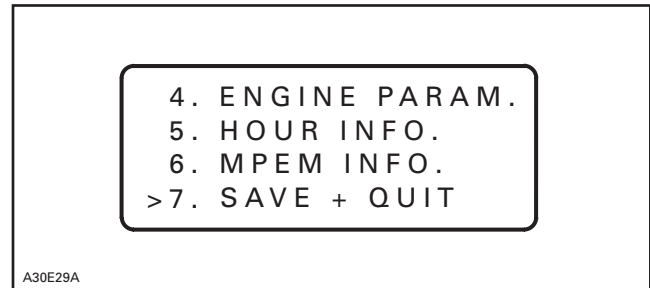 4. ENGINE PARAM.
5. HOUR INFO.
6. MPEM INFO.
>7. SAVE + QUIT
A30E29A